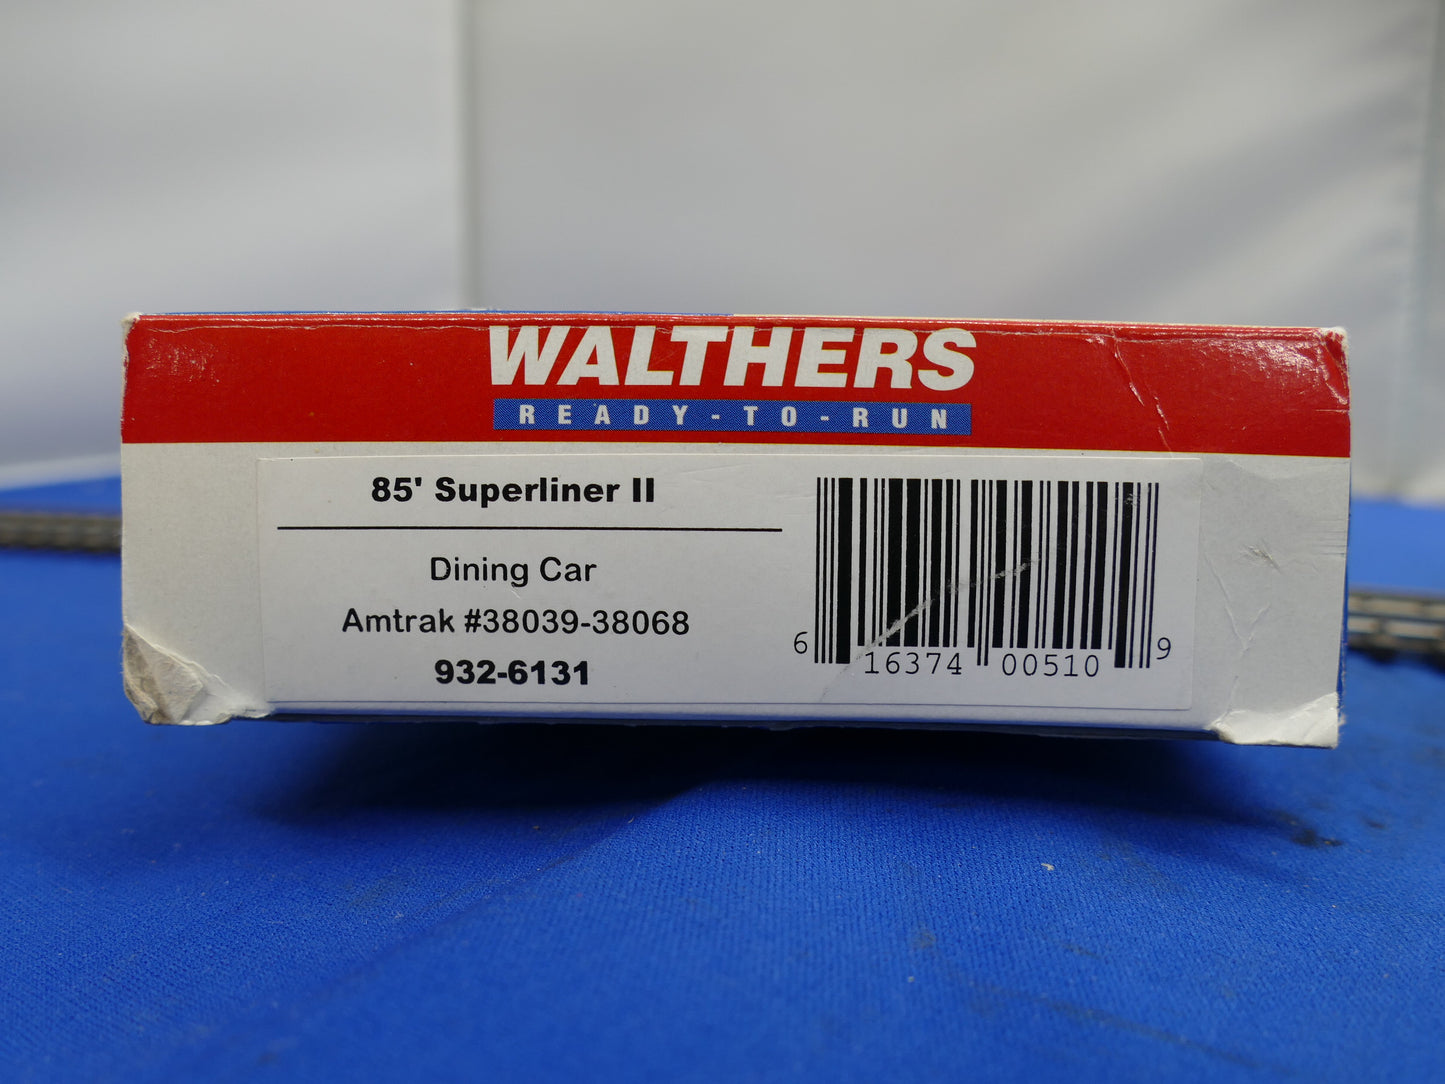 WALTHERS
READY-TO-RUN
85' Superliner II
Dining Car
Amtrak #38039-38068
932-6131
6 16374 00510 9